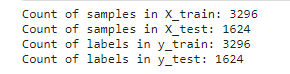 Count of samples in X_train: 3296
Count of samples in X_test: 1624
Count of labels in y_train: 3296
Count of labels in y_test: 1624